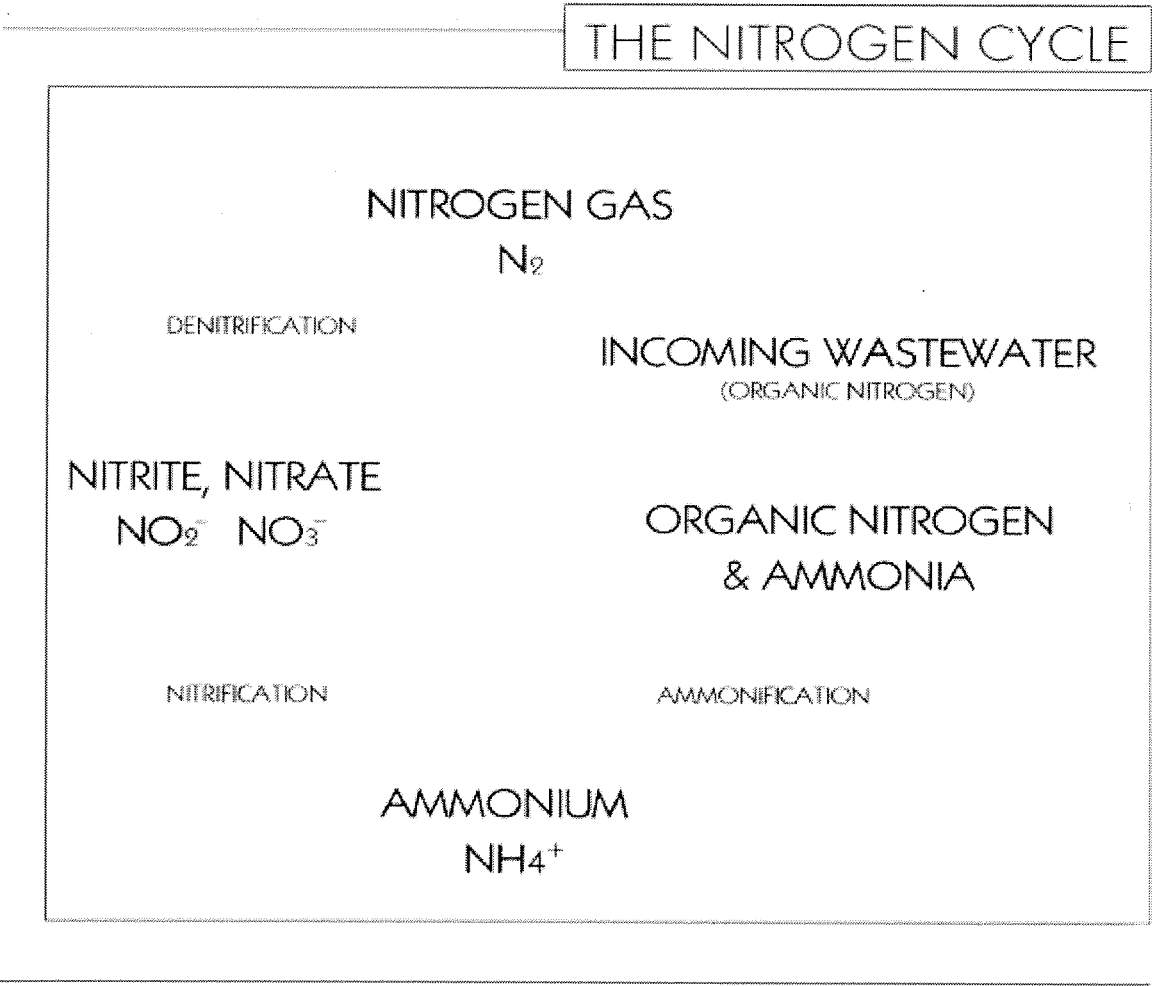 THE NITROGEN CYCLE
NITROGEN GAS
N₂
DENITRIFICATION
INCOMING WASTEWATER
(ORGANIC NITROGEN)
NITRITE, NITRATE
NO₂⁻ NO₃⁻
ORGANIC NITROGEN
& AMMONIA
NITRIFICATION
AMMONIFICATION
AMMONIUM
NH₄⁺